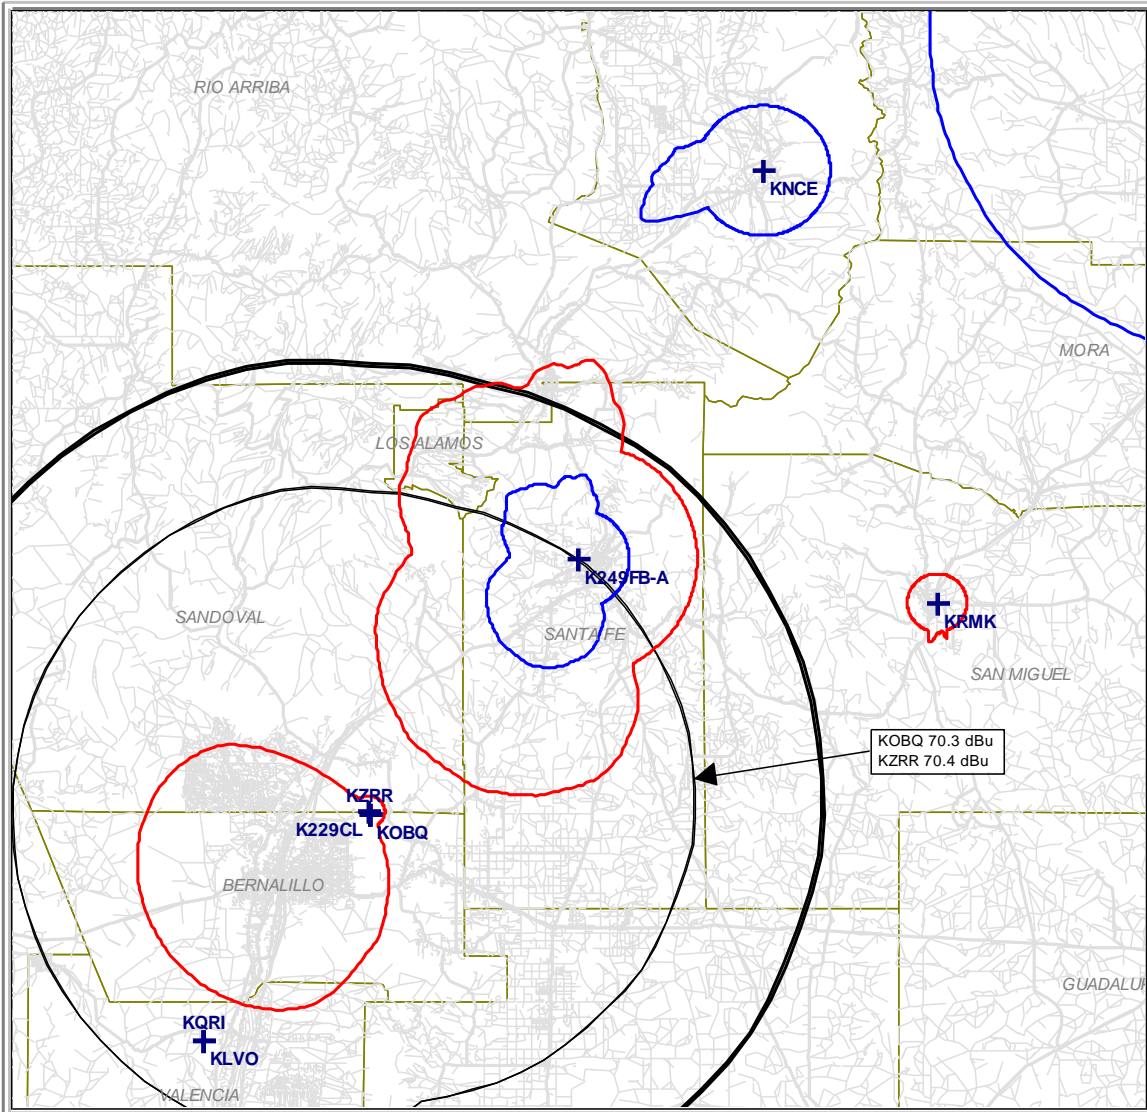 RIO ARRIBA
KNCE
MORA
LOS ALAMOS
K249FB-A
KRMK
SANDOVAL
SANTA FE
SAN MIGUEL
KOBQ 70.3 dBu
KZRR 70.4 dBu
KZRR
K229CL
KOBQ
BERNALILLO
GUADALU
KQRI
KLVO
VALENCIA